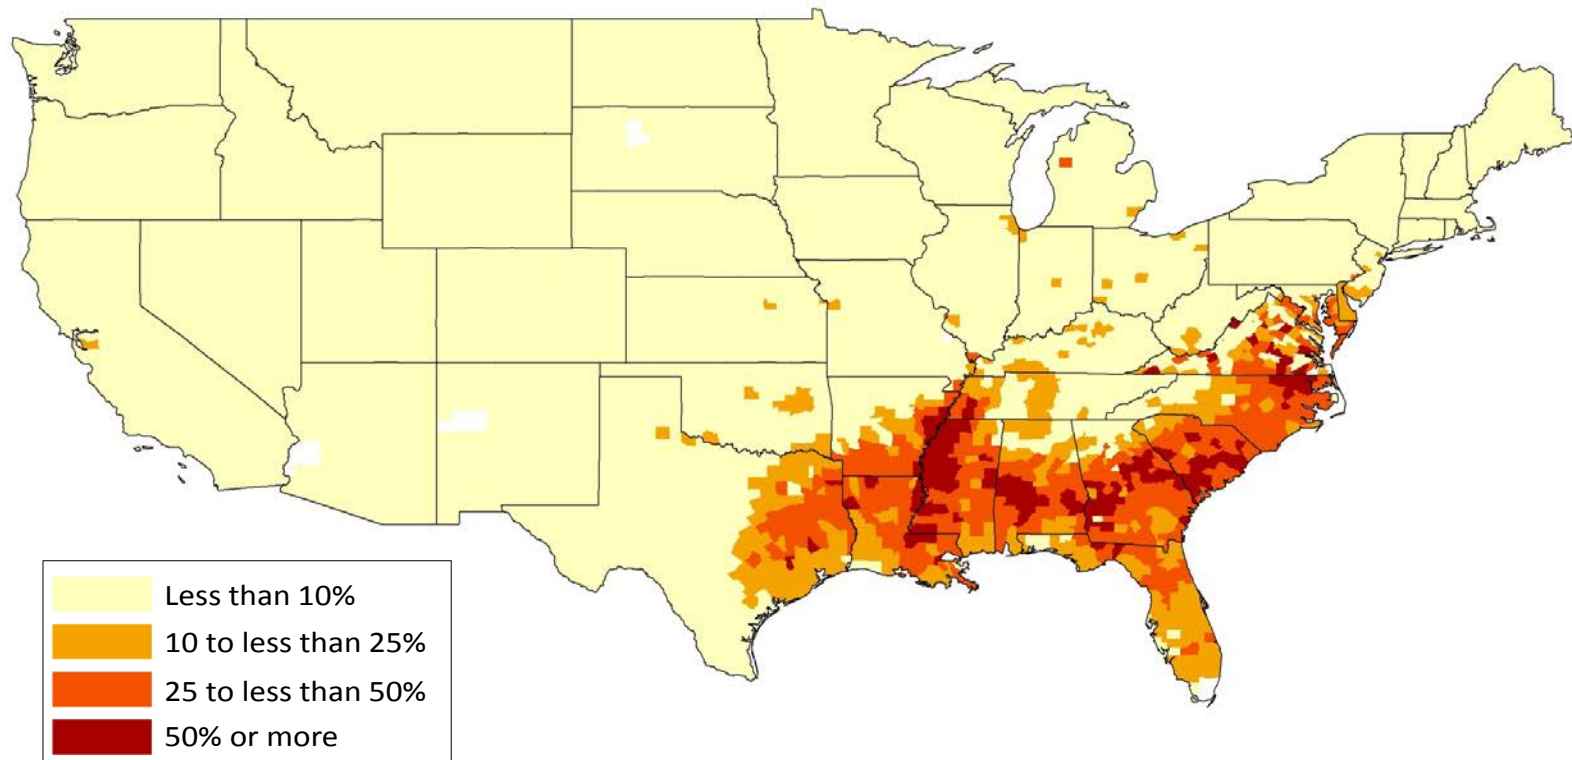 Less than 10%
10 to less than 25%
25 to less than 50%
50% or more